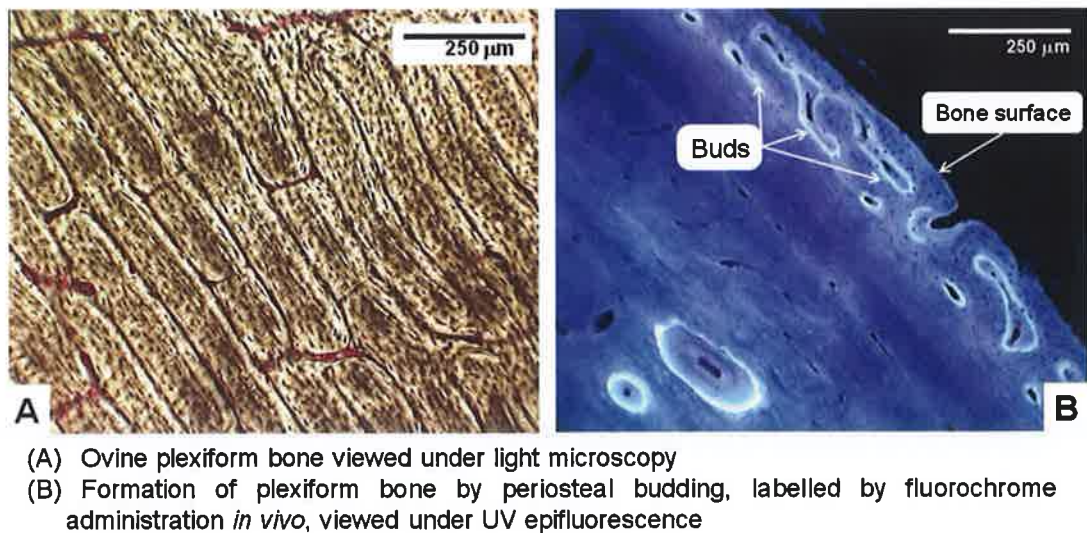 250 µm
250 µm
Bone surface
Buds
A
B
(A) Ovine plexiform bone viewed under light microscopy
(B) Formation of plexiform bone by periosteal budding, labelled by fluorochrome
administration in vivo, viewed under UV epifluorescence